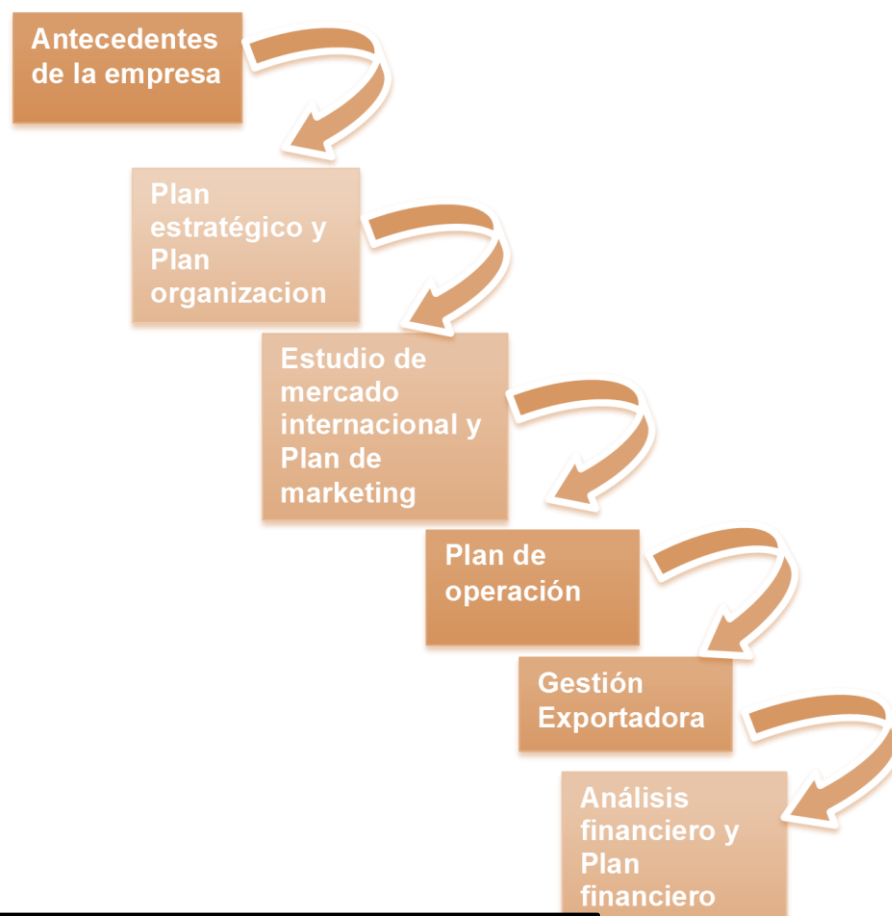 Antecedentes
de la empresa
Plan
estratégico y
Plan
organizacion
Estudio de
mercado
internacional y
Plan de
marketing
Plan de
operación
Gestión
Exportadora
Análisis
financiero y
Plan
financiero